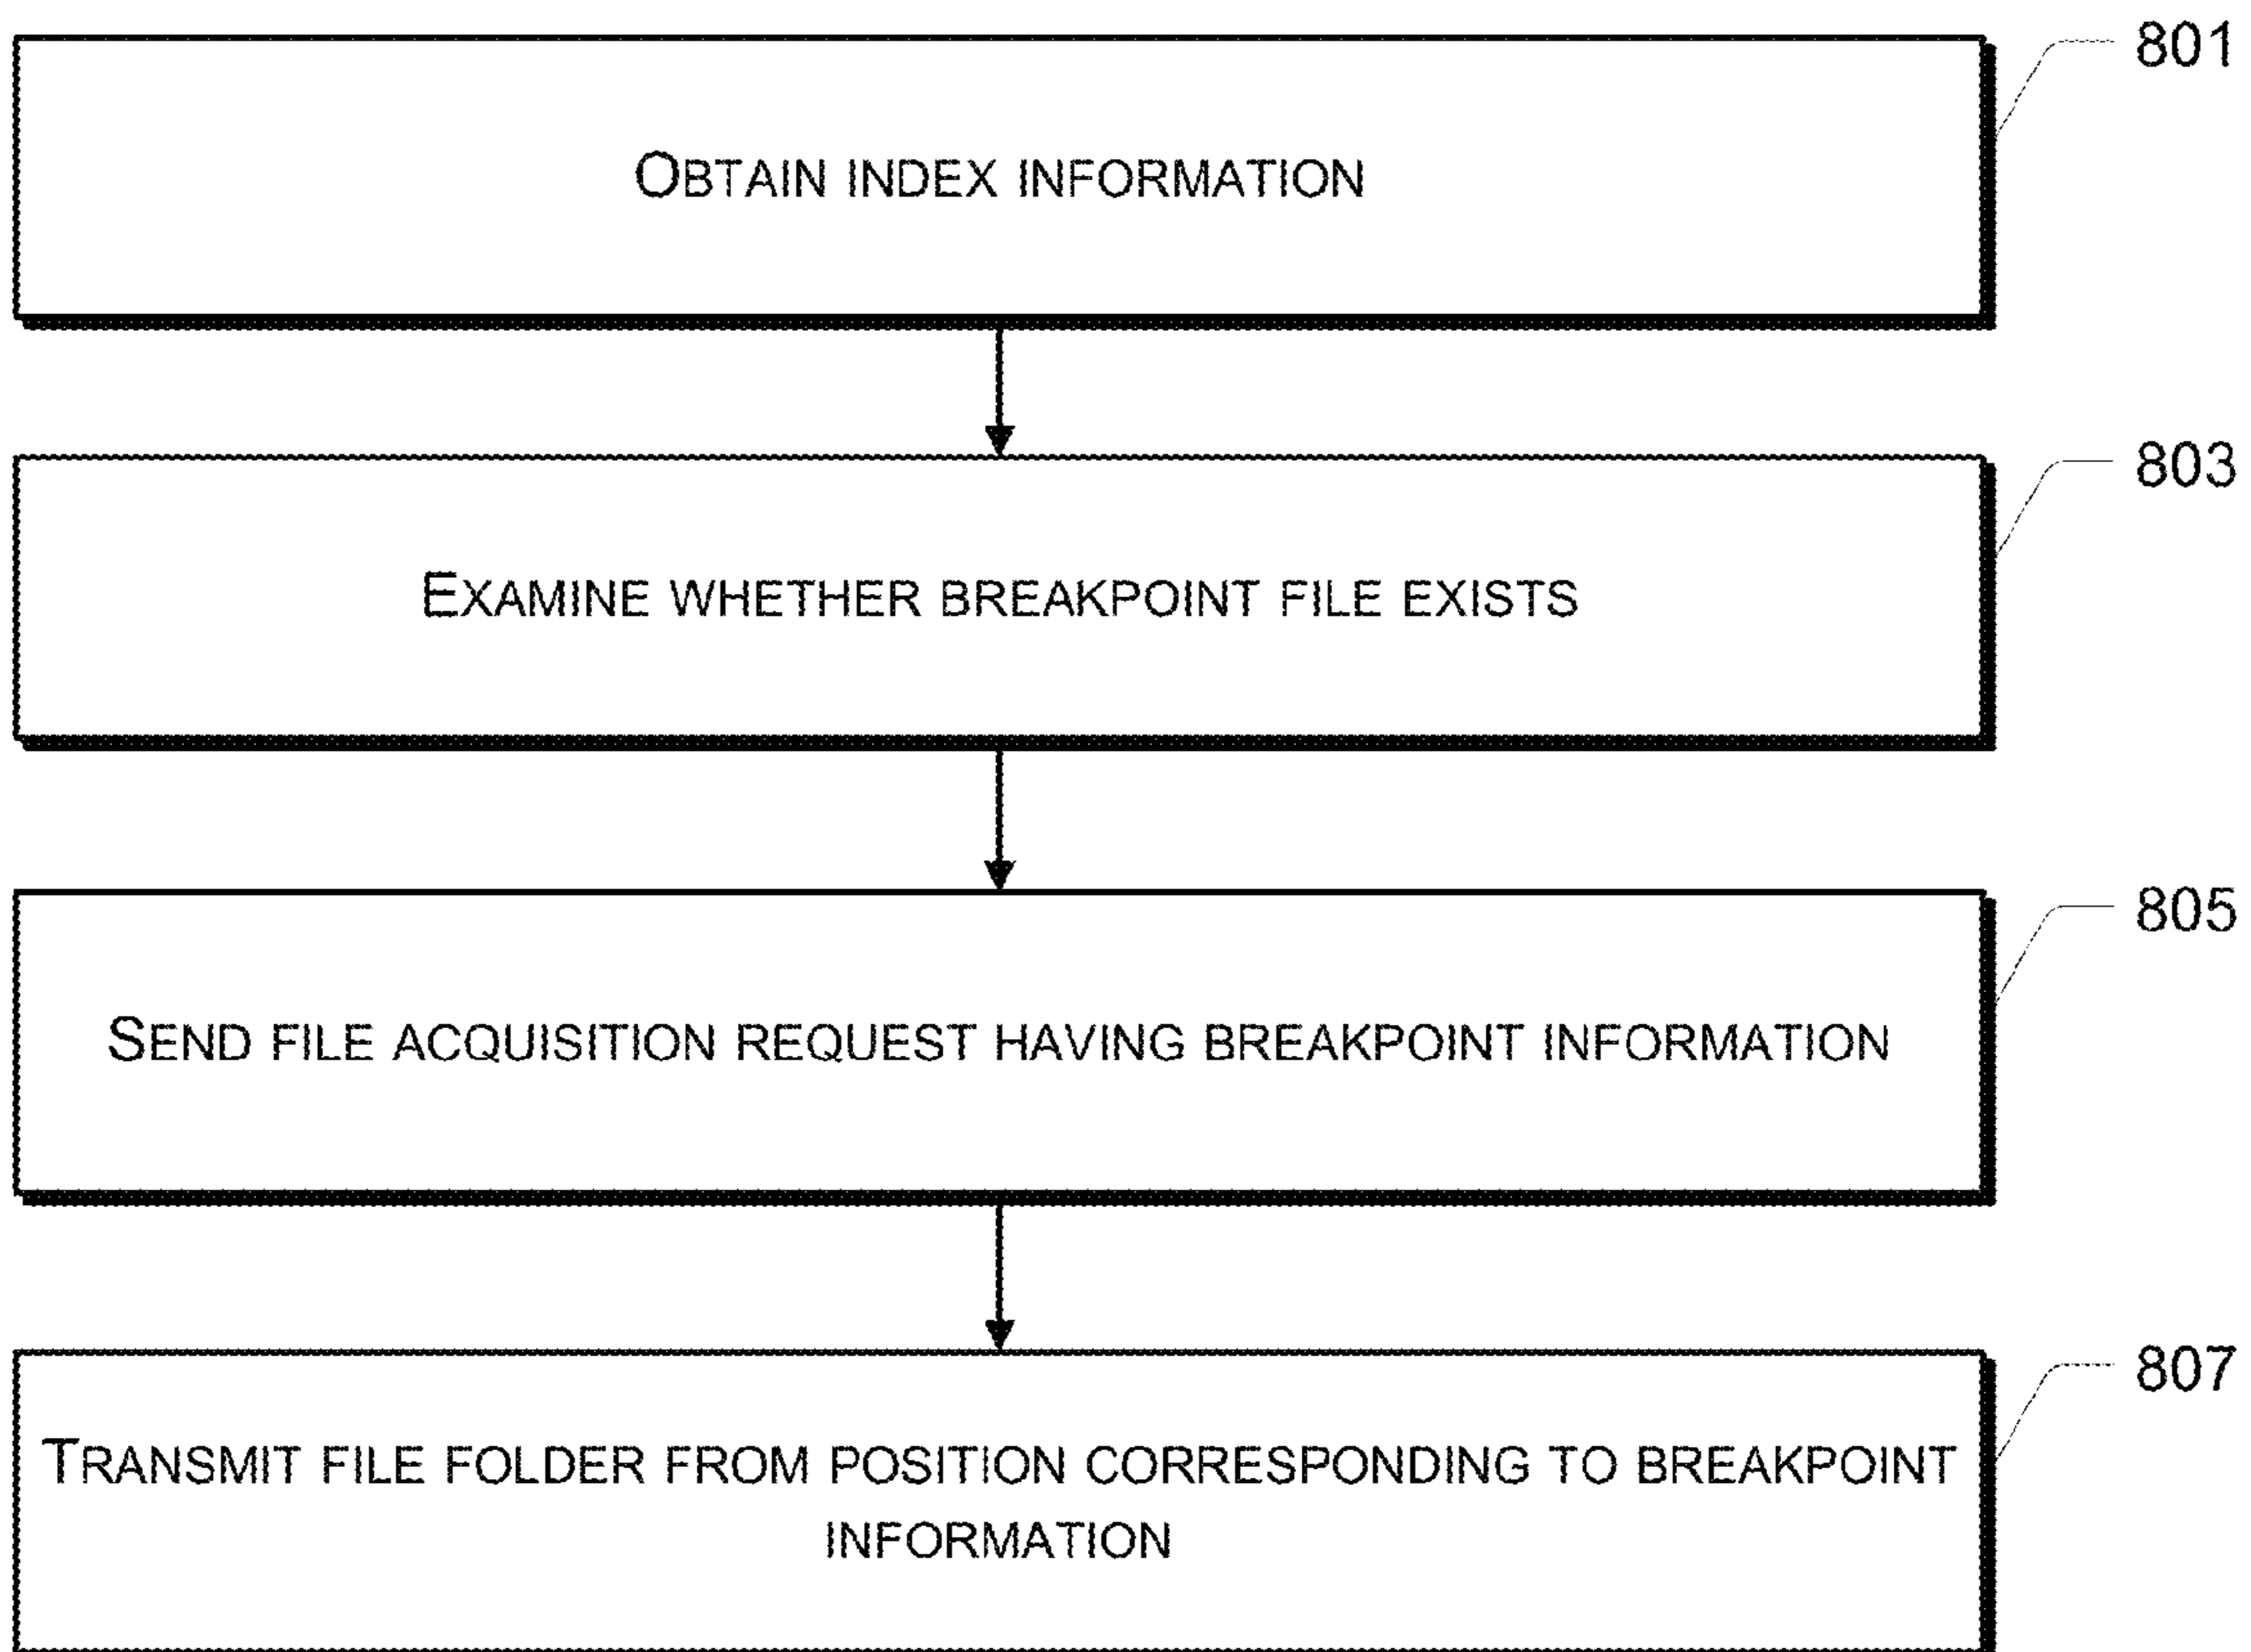 801
OBTAIN INDEX INFORMATION
803
EXAMINE WHETHER BREAKPOINT FILE EXISTS
805
SEND FILE ACQUISITION REQUEST HAVING BREAKPOINT INFORMATION
807
TRANSMIT FILE FOLDER FROM POSITION CORRESPONDING TO BREAKPOINT
INFORMATION